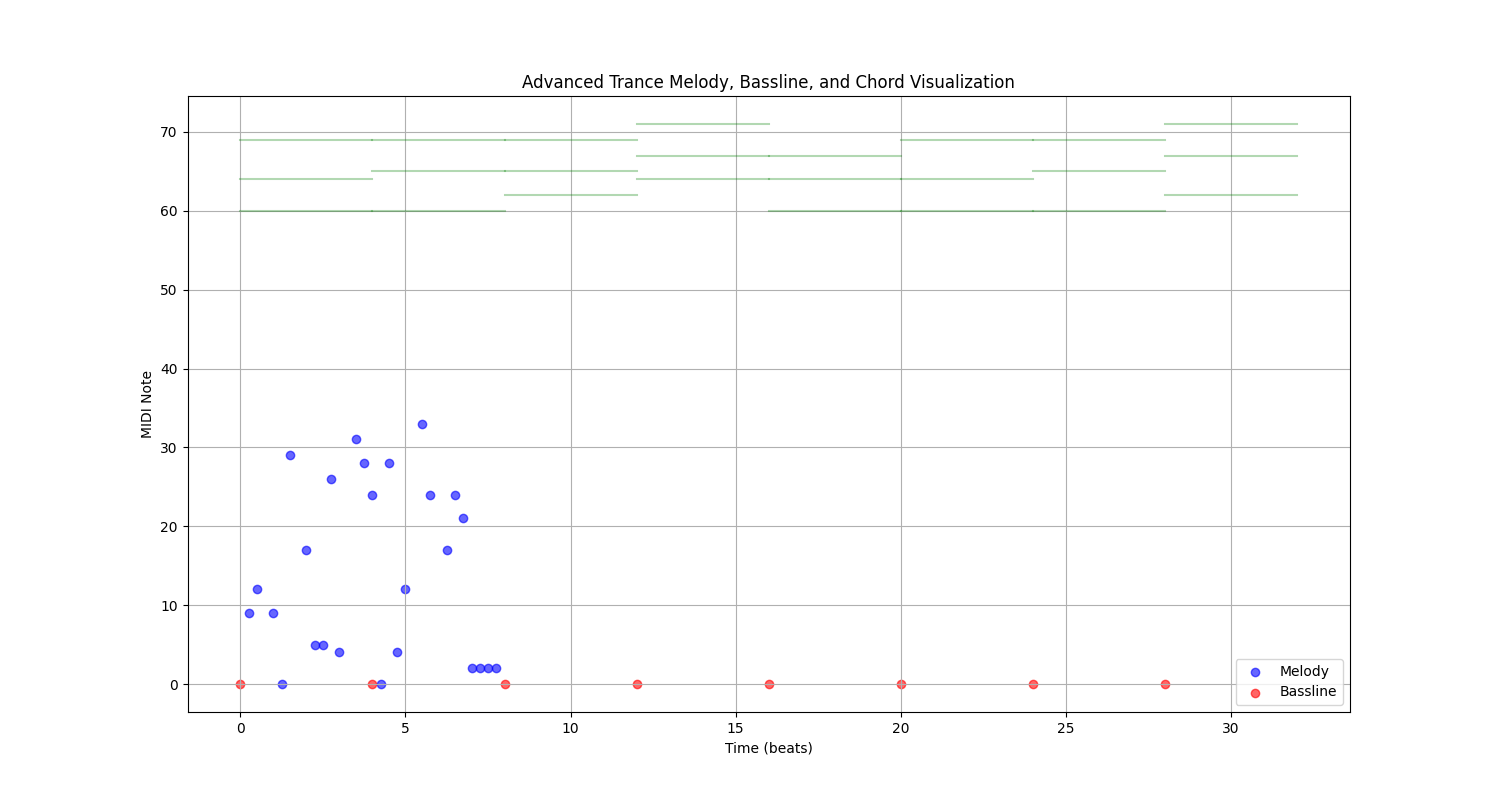 Advanced Trance Melody, Bassline, and Chord Visualization
70
60
50
40
30
20
10
0
MIDI Note
0 5 10 15 20 25 30
Time (beats)
Melody
Bassline